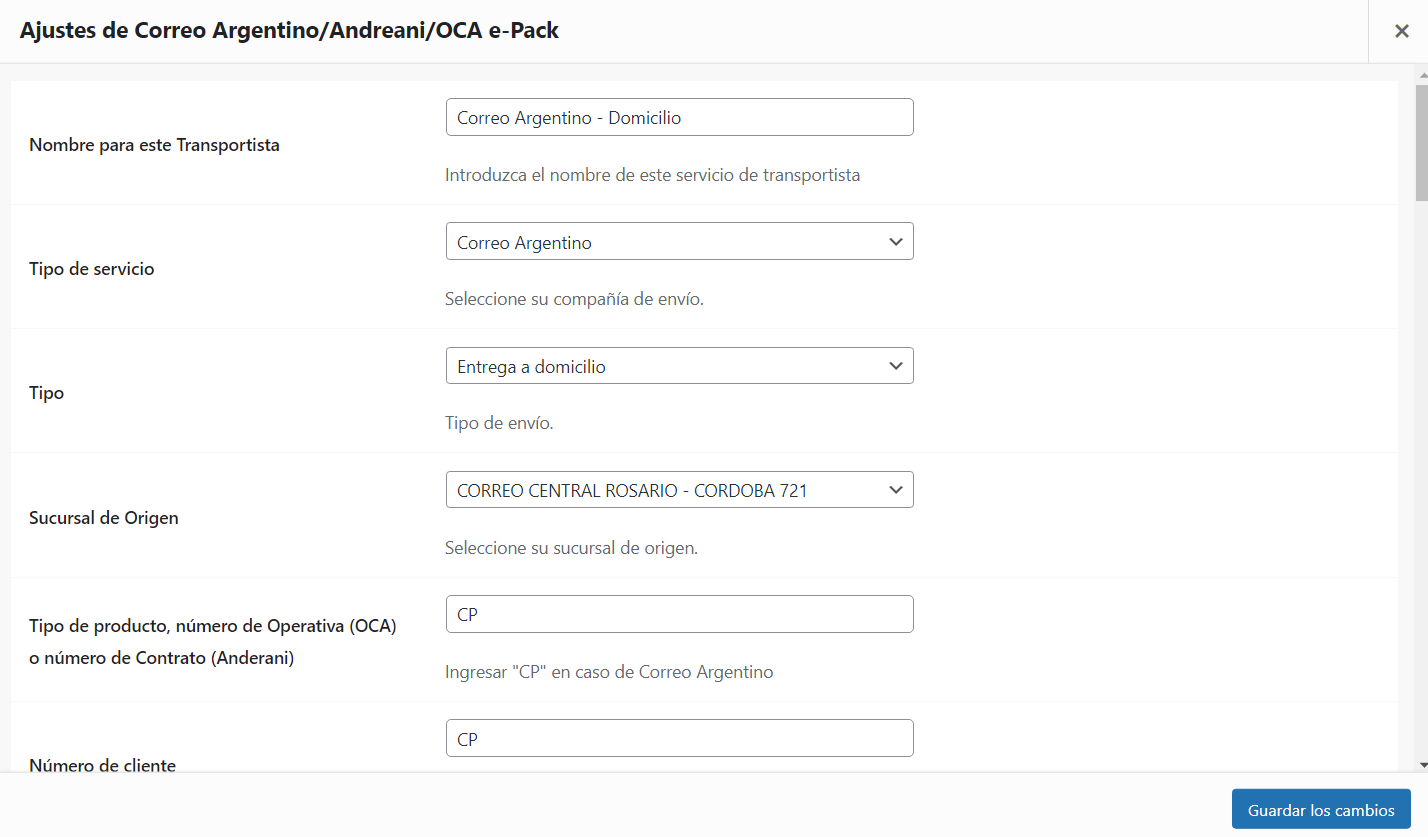 Ajustes de Correo Argentino/Andreani/OCA e-Pack
Nombre para este Transportista
Correo Argentino - Domicilio
Introduzca el nombre de este servicio de transportista
Tipo de servicio
Correo Argentino
Seleccione su compañía de envío.
Tipo
Entrega a domicilio
Tipo de envío.
Sucursal de Origen
CORREO CENTRAL ROSARIO - CORDOBA 721
Seleccione su sucursal de origen.
Tipo de producto, número de Operativa (OCA)
o número de Contrato (Anderani)
CP
Ingresar "CP" en caso de Correo Argentino
Número de cliente
CP
Guardar los cambios